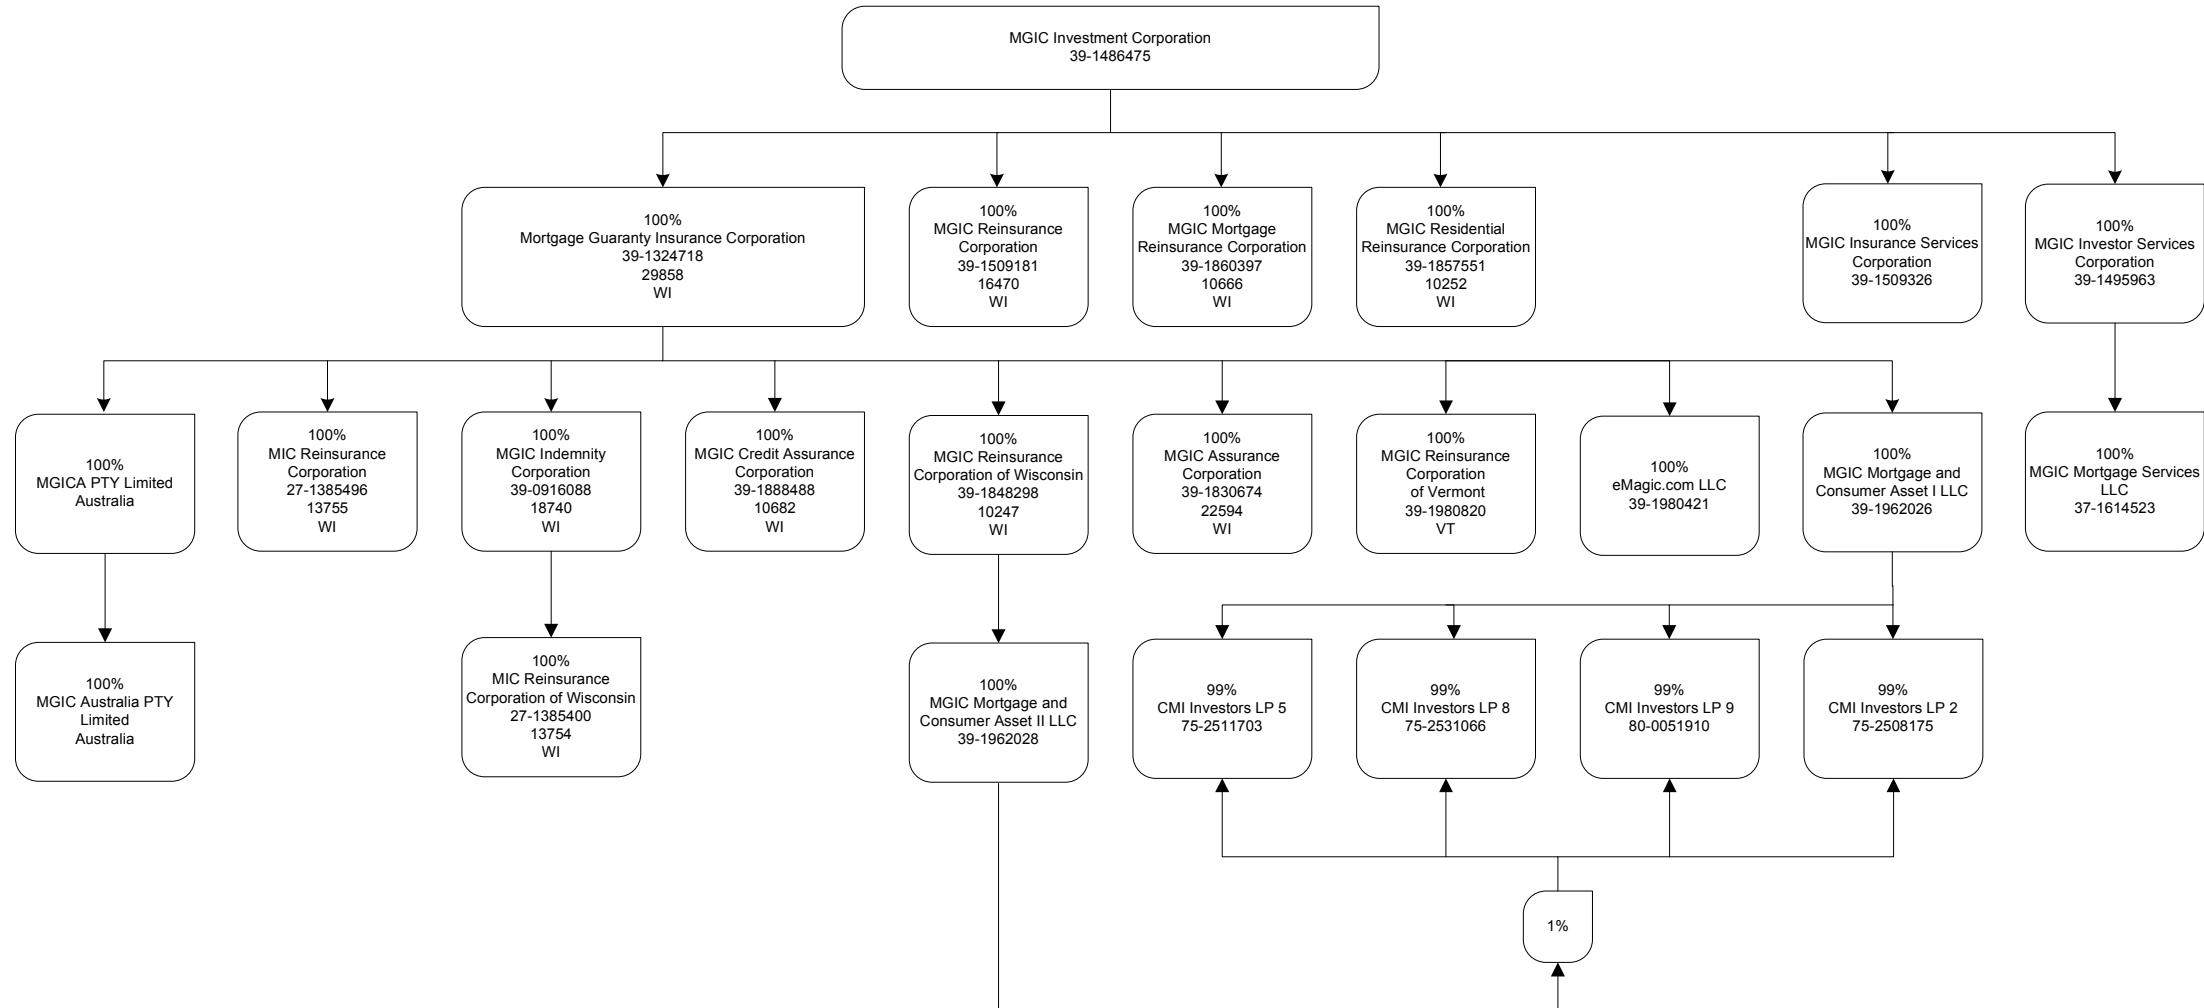 MGIC Investment Corporation
39-1486475
100%
Mortgage Guaranty Insurance Corporation
39-1324718
29858
WI
100%
MGIC Reinsurance
Corporation
39-1509181
16470
WI
100%
MGIC Mortgage
Reinsurance Corporation
39-1860397
10666
WI
100%
MGIC Residential
Reinsurance Corporation
39-1857551
10252
WI
100%
MGIC Insurance Services
Corporation
39-1509326
100%
MGIC Investor Services
Corporation
39-1495963
100%
MGICA PTY Limited
Australia
100%
MIC Reinsurance
Corporation
27-1385496
13755
WI
100%
MGIC Indemnity
Corporation
39-0916088
18740
WI
100%
MGIC Credit Assurance
Corporation
39-1888488
10682
WI
100%
MGIC Reinsurance
Corporation of Wisconsin
39-1848298
10247
WI
100%
MGIC Assurance
Corporation
39-1830674
22594
WI
100%
MGIC Reinsurance
Corporation
of Vermont
39-1980820
VT
100%
eMagic.com LLC
39-1980421
100%
MGIC Mortgage and
Consumer Asset I LLC
39-1962026
100%
MGIC Mortgage Services
LLC
37-1614523
100%
MGIC Australia PTY
Limited
Australia
100%
MIC Reinsurance
Corporation of Wisconsin
27-1385400
13754
WI
100%
MGIC Mortgage and
Consumer Asset II LLC
39-1962028
99%
CMI Investors LP 5
75-2511703
99%
CMI Investors LP 8
75-2531066
99%
CMI Investors LP 9
80-0051910
99%
CMI Investors LP 2
75-2508175
1%